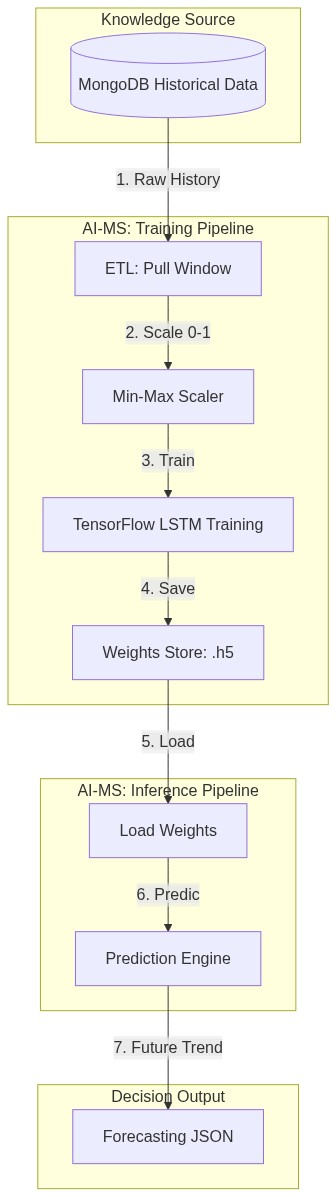 Knowledge Source
MongoDB Historical Data
1. Raw History
AI-MS: Training Pipeline
ETL: Pull Window
2. Scale 0-1
Min-Max Scaler
3. Train
TensorFlow LSTM Training
4. Save
Weights Store: .h5
5. Load
AI-MS: Inference Pipeline
Load Weights
6. Predic
Prediction Engine
7. Future Trend
Decision Output
Forecasting JSON